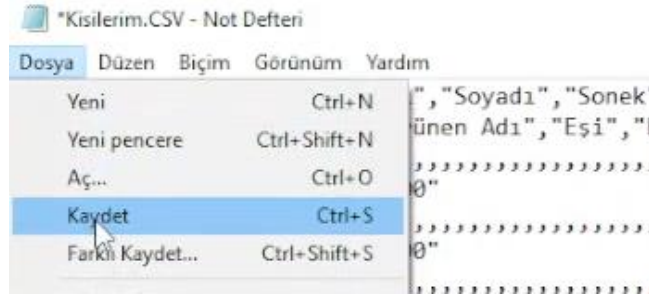 *Kisilerim.CSV - Not Defteri
Dosya Düzen Biçim Görünüm Yardım
Yeni Ctrl+N
","Soyadı","Sonek"
Yeni pencere Ctrl+Shift+N
ünen Adı","Eşi","
Aç... Ctrl+O
,,,,,,,,,,,,,,,,,
0"
Kaydet Ctrl+S
,,,,,,,,,,,,,,,,,
Farklı Kaydet... Ctrl+Shift+S
0"
,,,,,,,,,,,,,,,,,